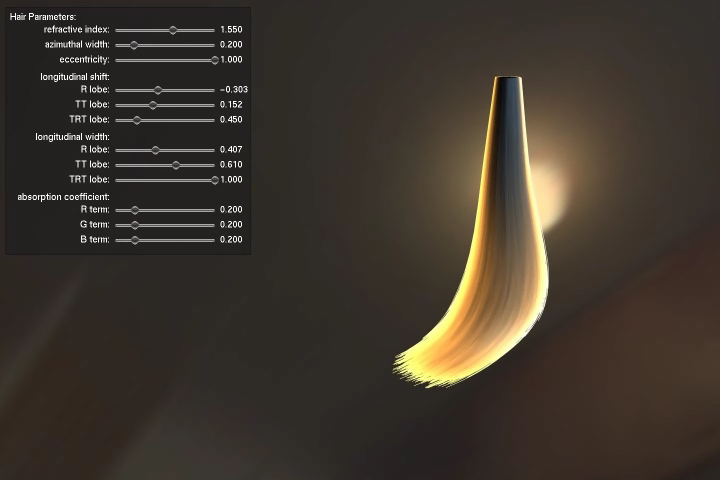 Hair Parameters:
refractive index: 1.550
azimuthal width: 0.200
eccentricity: 1.000
longitudinal shift:
R lobe: −0.303
TT lobe: 0.152
TRT lobe: 0.450
longitudinal width:
R lobe: 0.407
TT lobe: 0.610
TRT lobe: 1.000
absorption coefficient:
R term: 0.200
G term: 0.200
B term: 0.200